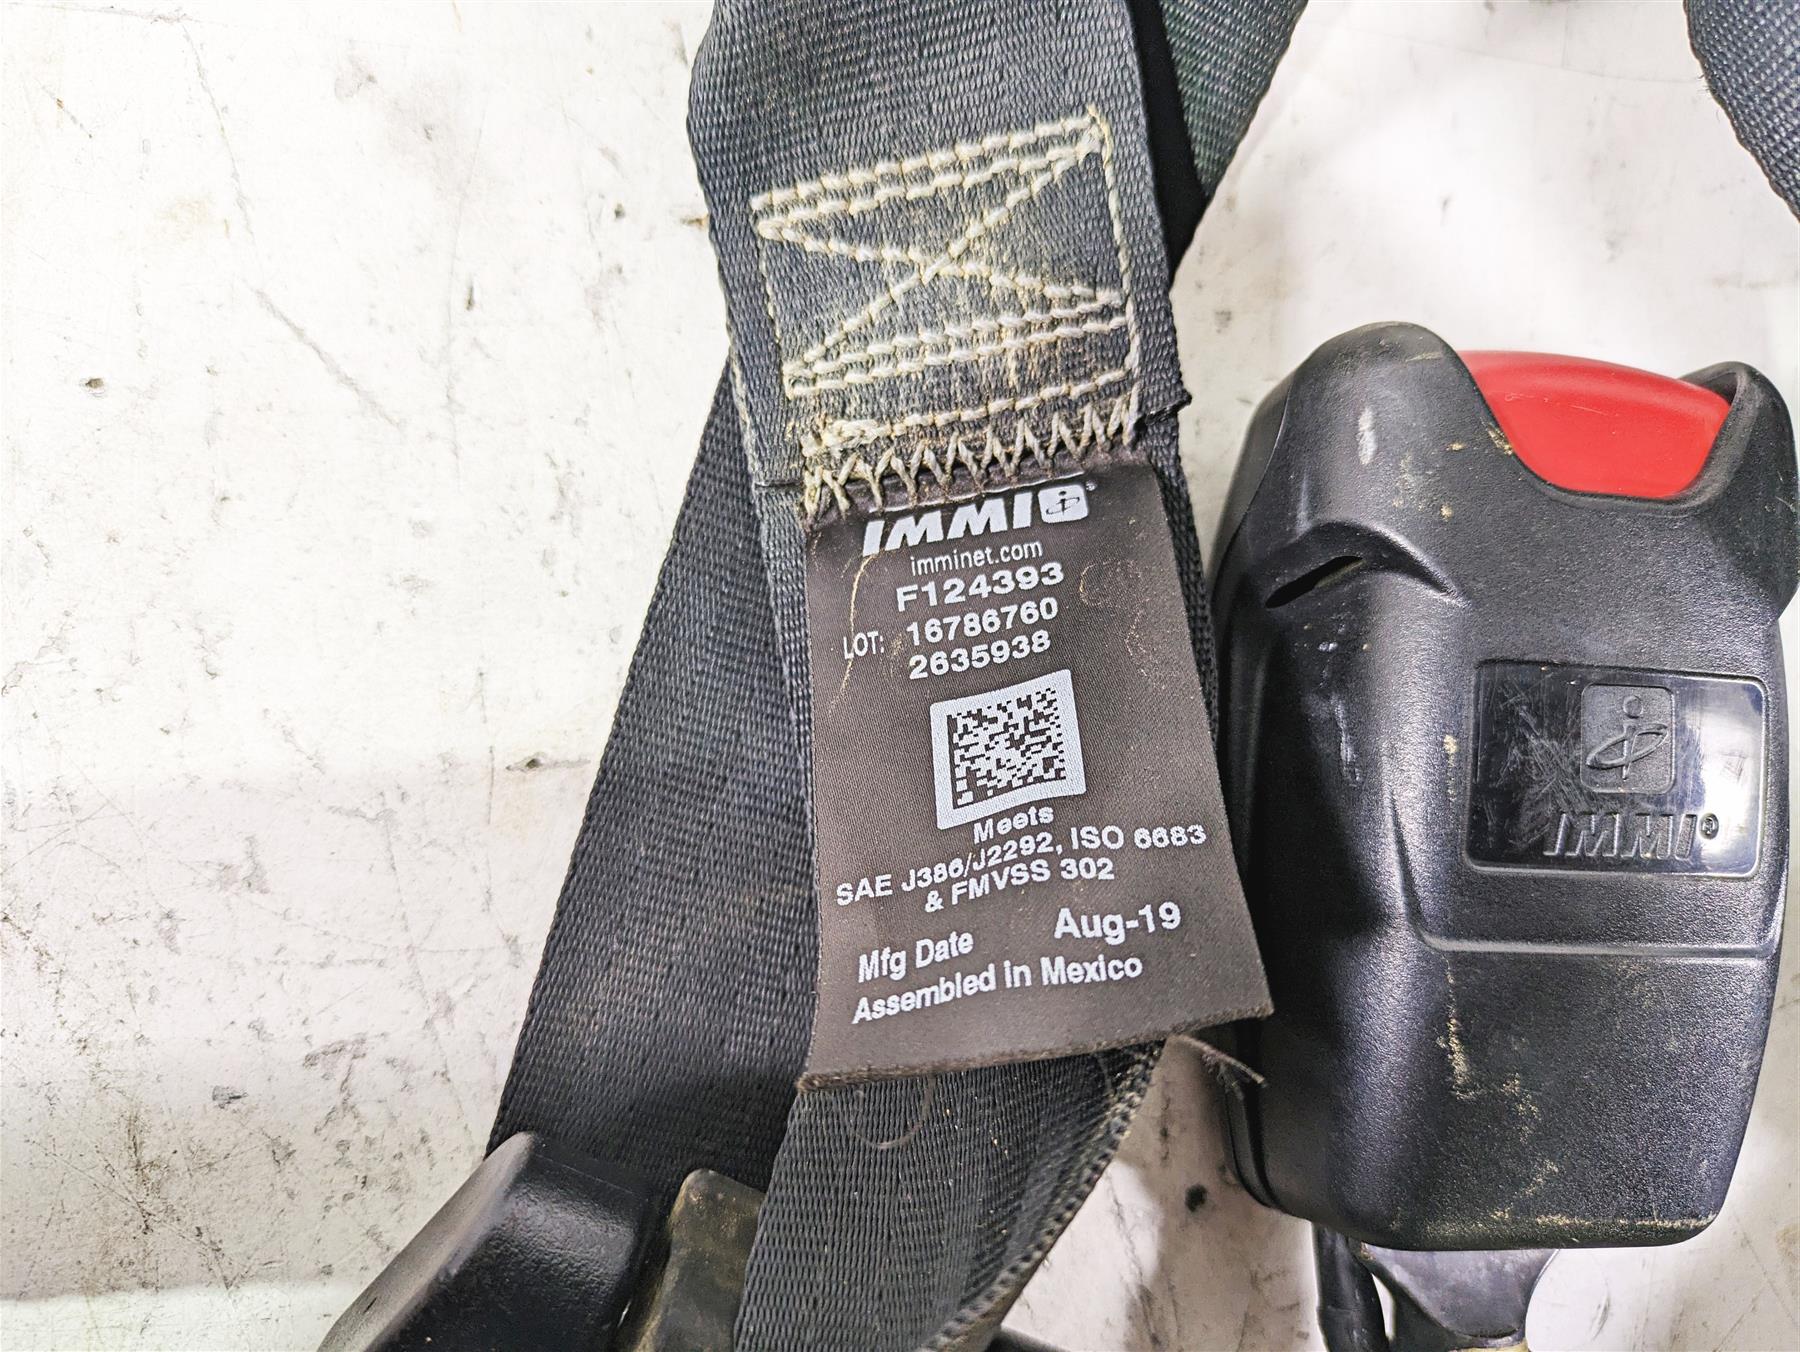 IMMI
imminet.com
F124393
LOT: 16786760
2635938
Meets
SAE J386/J2292, ISO 6683
& FMVSS 302
Mfg Date Aug-19
Assembled in Mexico
IMMI®